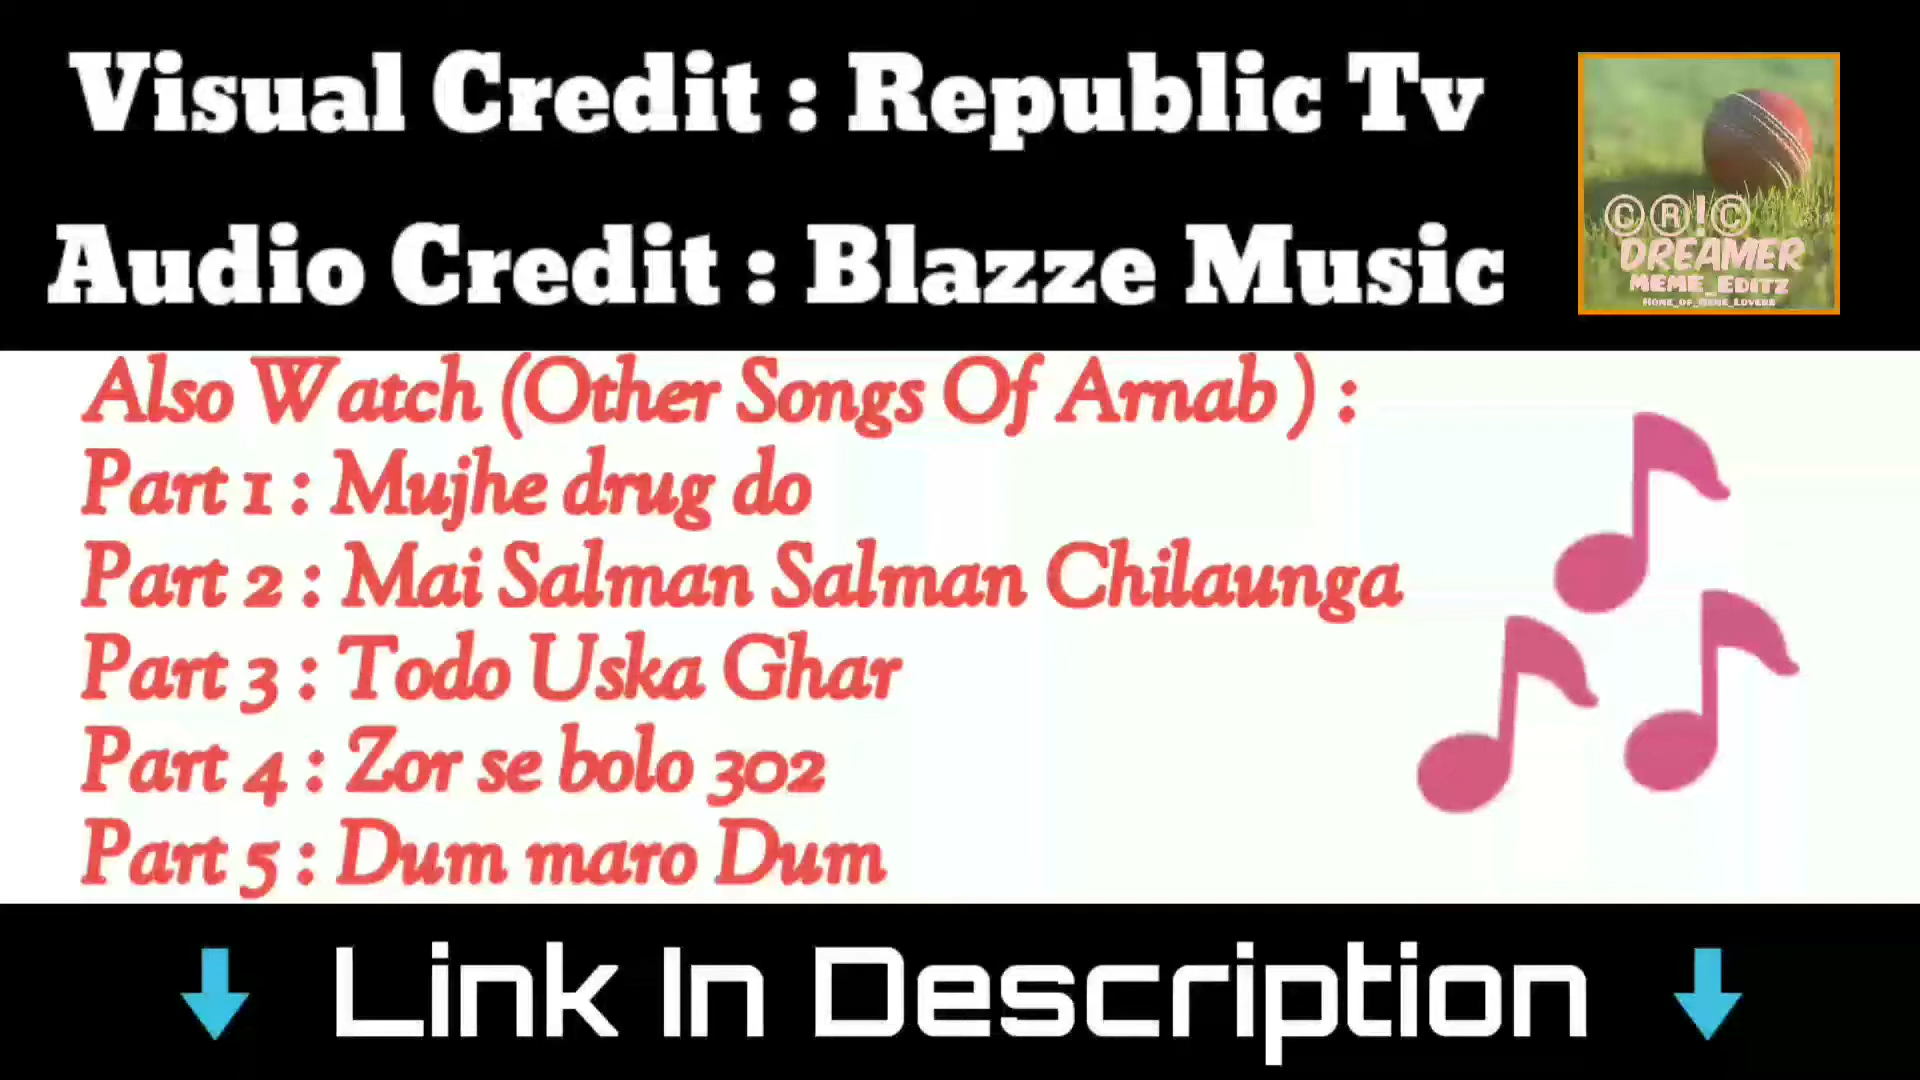 Visual Credit : Republic Tv
Audio Credit : Blazze Music
©®!©
DREAMER
MEME_EDITZ
HOME_OF_MEME_LOVERS
Also Watch (Other Songs Of Arnab ) :
Part 1 : Mujhe drug do
Part 2 : Mai Salman Salman Chilaunga
Part 3 : Todo Uska Ghar
Part 4 : Zor se bolo 302
Part 5 : Dum maro Dum
Link In Description